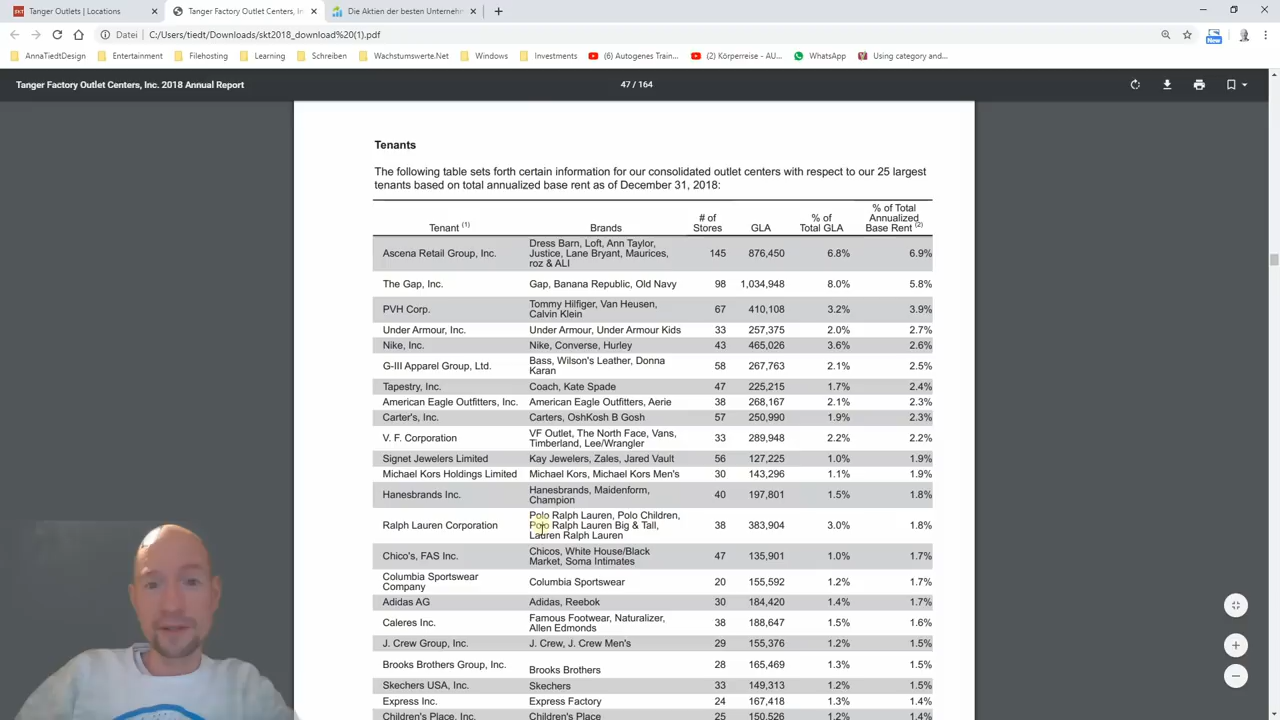 Tanger Outlets | Locations
Tanger Factory Outlet Centers, In
Die Aktien der besten Unternehm
Datei | C:/Users/tiedt/Downloads/skt2018_download%20(1).pdf
New
AnnaTiedtDesign Entertainment Filehosting Learning Schreiben Wachstumswerte.Net Windows Investments (6) Autogenes Train... (2) Körperreise - AU... WhatsApp Using category and...
Tanger Factory Outlet Centers, Inc. 2018 Annual Report 47 / 164
Tenants
The following table sets forth certain information for our consolidated outlet centers with respect to our 25 largest
tenants based on total annualized base rent as of December 31, 2018:
Tenant (1) Brands # of Stores GLA % of Total GLA % of Total Annualized Base Rent (2)
Ascena Retail Group, Inc. Dress Barn, Loft, Ann Taylor, Justice, Lane Bryant, Maurices, roz & ALI 145 876,450 6.8% 6.9%
The Gap, Inc. Gap, Banana Republic, Old Navy 98 1,034,948 8.0% 5.8%
PVH Corp. Tommy Hilfiger, Van Heusen, Calvin Klein 67 410,108 3.2% 3.9%
Under Armour, Inc. Under Armour, Under Armour Kids 33 257,375 2.0% 2.7%
Nike, Inc. Nike, Converse, Hurley 43 465,026 3.6% 2.6%
G-III Apparel Group, Ltd. Bass, Wilson's Leather, Donna Karan 58 267,763 2.1% 2.5%
Tapestry, Inc. Coach, Kate Spade 47 225,215 1.7% 2.4%
American Eagle Outfitters, Inc. American Eagle Outfitters, Aerie 38 268,167 2.1% 2.3%
Carter's, Inc. Carters, OshKosh B Gosh 57 250,990 1.9% 2.3%
V. F. Corporation VF Outlet, The North Face, Vans, Timberland, Lee/Wrangler 33 289,948 2.2% 2.2%
Signet Jewelers Limited Kay Jewelers, Zales, Jared Vault 56 127,225 1.0% 1.9%
Michael Kors Holdings Limited Michael Kors, Michael Kors Men's 30 143,296 1.1% 1.9%
Hanesbrands Inc. Hanesbrands, Maidenform, Champion 40 197,801 1.5% 1.8%
Ralph Lauren Corporation Polo Ralph Lauren, Polo Children, Polo Ralph Lauren Big & Tall, Lauren Ralph Lauren 38 383,904 3.0% 1.8%
Chico's, FAS Inc. Chicos, White House/Black Market, Soma Intimates 47 135,901 1.0% 1.7%
Columbia Sportswear Company Columbia Sportswear 20 155,592 1.2% 1.7%
Adidas AG Adidas, Reebok 30 184,420 1.4% 1.7%
Caleres Inc. Famous Footwear, Naturalizer, Allen Edmonds 38 188,647 1.5% 1.6%
J. Crew Group, Inc. J. Crew, J. Crew Men's 29 155,376 1.2% 1.5%
Brooks Brothers Group, Inc. Brooks Brothers 28 165,469 1.3% 1.5%
Skechers USA, Inc. Skechers 33 149,313 1.2% 1.5%
Express Inc. Express Factory 24 167,418 1.3% 1.4%
Children's Place, Inc. Children's Place 25 150,526 1.2% 1.4%